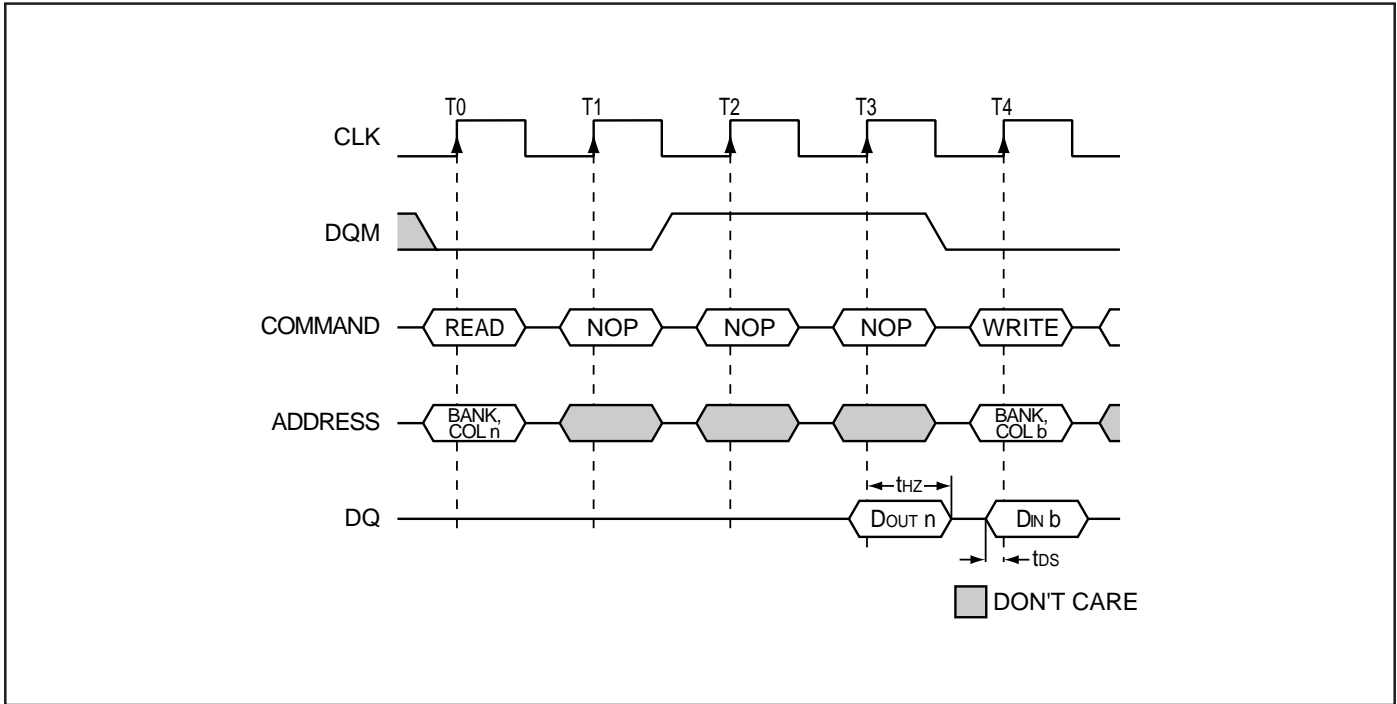 T0 T1 T2 T3 T4
CLK
DQM
COMMAND READ NOP NOP NOP WRITE
ADDRESS BANK, COL n BANK, COL b
tHZ
DQ DOUT n DIN b
tDS
DON'T CARE